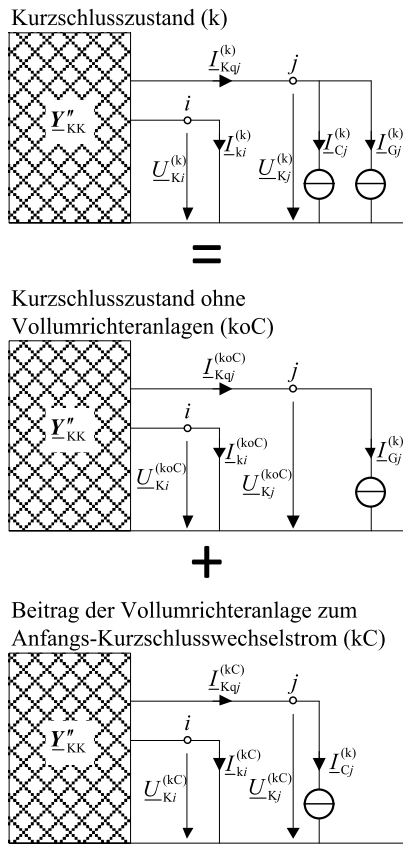 Kurzschlusszustand (k)
I_Kqj^(k) j
Y″_KK i I_ki^(k) I_Cj^(k) I_Gj^(k)
U_Ki^(k) U_Kj^(k)
=
Kurzschlusszustand ohne
Vollumrichteranlagen (koC)
I_Kqj^(koC) j
Y″_KK i I_ki^(koC) I_Gj^(k)
U_Ki^(koC) U_Kj^(koC)
+
Beitrag der Vollumrichteranlage zum
Anfangs-Kurzschlusswechselstrom (kC)
I_Kqj^(kC) j
Y″_KK i I_ki^(kC) I_Cj^(k)
U_Ki^(kC) U_Kj^(kC)